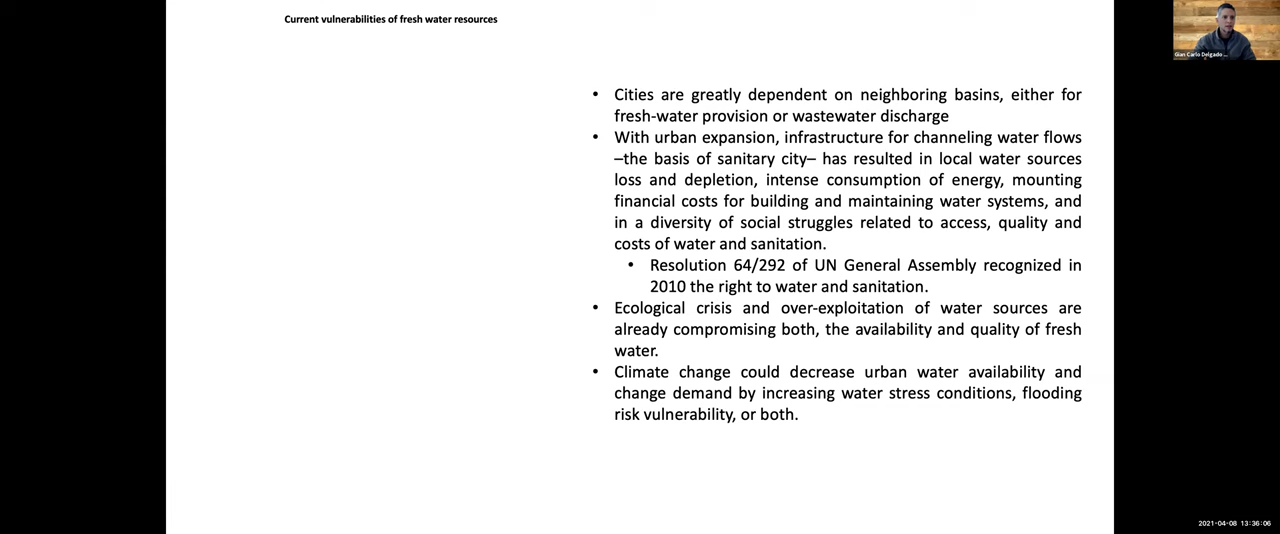 Current vulnerabilities of fresh water resources
Gian Carlo Delgado ...
• Cities are greatly dependent on neighboring basins, either for
fresh-water provision or wastewater discharge
• With urban expansion, infrastructure for channeling water flows
–the basis of sanitary city– has resulted in local water sources
loss and depletion, intense consumption of energy, mounting
financial costs for building and maintaining water systems, and
in a diversity of social struggles related to access, quality and
costs of water and sanitation.
• Resolution 64/292 of UN General Assembly recognized in
2010 the right to water and sanitation.
• Ecological crisis and over-exploitation of water sources are
already compromising both, the availability and quality of fresh
water.
• Climate change could decrease urban water availability and
change demand by increasing water stress conditions, flooding
risk vulnerability, or both.
2021-04-08 13:36:06